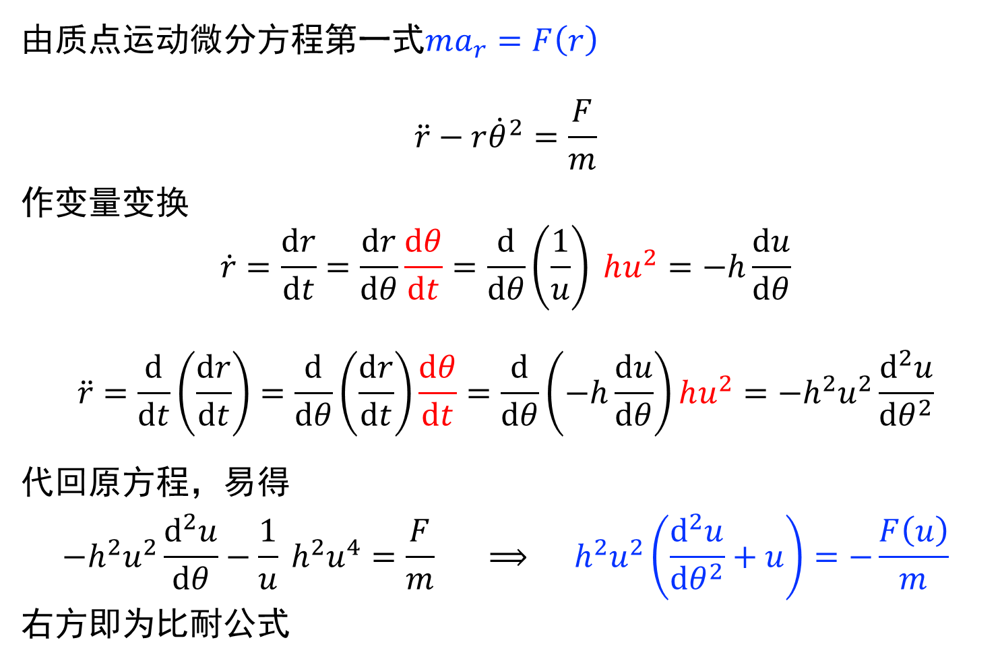 由质点运动微分方程第一式$ma_r = F(r)$
$\ddot{r} - r\dot{\theta}^2 = \frac{F}{m}$
作变量变换
$\dot{r} = \frac{\mathrm{d}r}{\mathrm{d}t} = \frac{\mathrm{d}r}{\mathrm{d}\theta}\frac{\mathrm{d}\theta}{\mathrm{d}t} = \frac{\mathrm{d}}{\mathrm{d}\theta}\left(\frac{1}{u}\right) hu^2 = -h\frac{\mathrm{d}u}{\mathrm{d}\theta}$
$\ddot{r} = \frac{\mathrm{d}}{\mathrm{d}t}\left(\frac{\mathrm{d}r}{\mathrm{d}t}\right) = \frac{\mathrm{d}}{\mathrm{d}\theta}\left(\frac{\mathrm{d}r}{\mathrm{d}t}\right)\frac{\mathrm{d}\theta}{\mathrm{d}t} = \frac{\mathrm{d}}{\mathrm{d}\theta}\left(-h\frac{\mathrm{d}u}{\mathrm{d}\theta}\right)hu^2 = -h^2u^2\frac{\mathrm{d}^2u}{\mathrm{d}\theta^2}$
代回原方程，易得
$-h^2u^2\frac{\mathrm{d}^2u}{\mathrm{d}\theta} - \frac{1}{u}h^2u^4 = \frac{F}{m} \implies h^2u^2\left(\frac{\mathrm{d}^2u}{\mathrm{d}\theta^2} + u\right) = -\frac{F(u)}{m}$
右方即为比耐公式